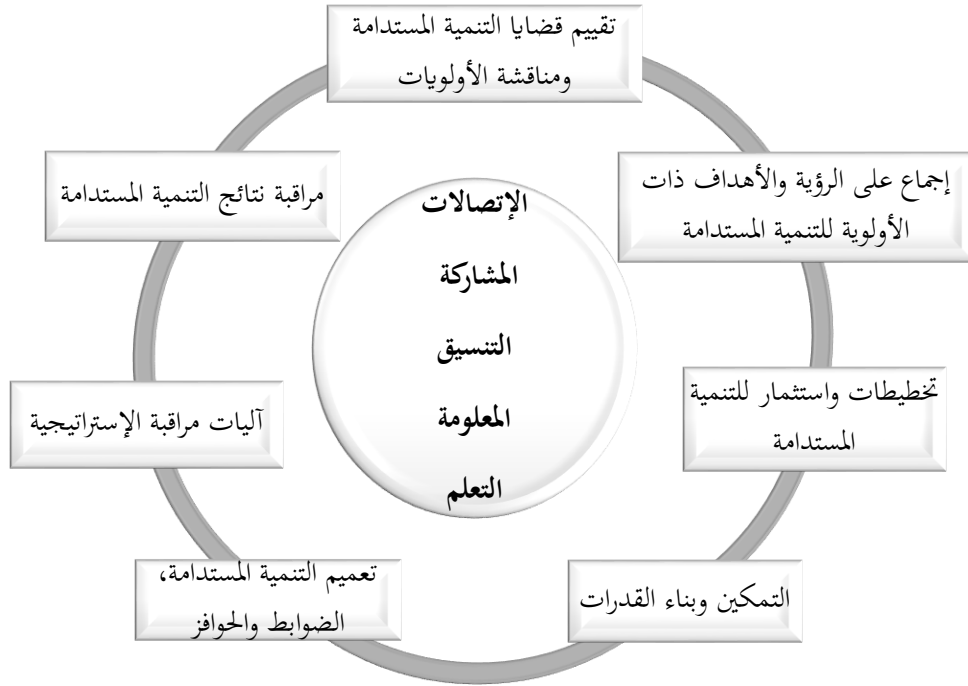 تقييم قضايا التنمية المستدامة
ومناقشة الأولويات
إجماع على الرؤية والأهداف ذات
الأولوية للتنمية المستدامة
تخطيطات واستثمار للتنمية
المستدامة
التمكين وبناء القدرات
تعميم التنمية المستدامة،
الضوابط والحوافز
آليات مراقبة الإستراتيجية
مراقبة نتائج التنمية المستدامة
الإتصالات
المشاركة
التنسيق
المعلومة
التعلم